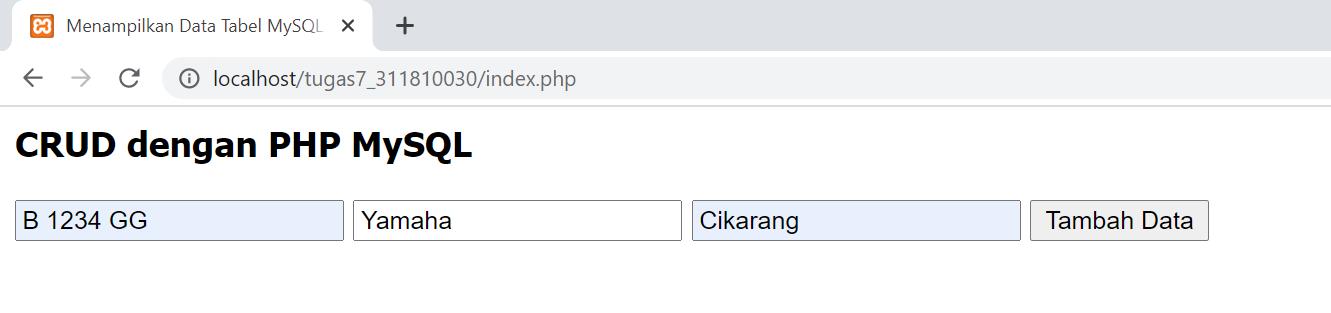 Menampilkan Data Tabel MySQL
localhost/tugas7_311810030/index.php
CRUD dengan PHP MySQL
B 1234 GG Yamaha Cikarang Tambah Data